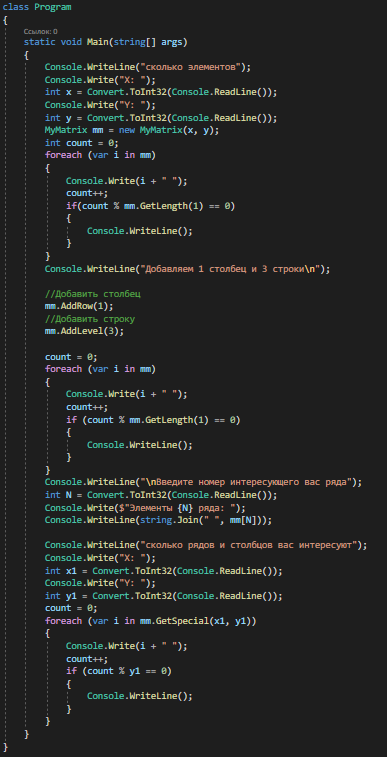 class Program
{
Ссылок: 0
static void Main(string[] args)
{
Console.WriteLine("сколько элементов");
Console.Write("X: ");
int x = Convert.ToInt32(Console.ReadLine());
Console.Write("Y: ");
int y = Convert.ToInt32(Console.ReadLine());
MyMatrix mm = new MyMatrix(x, y);
int count = 0;
foreach (var i in mm)
{
Console.Write(i + " ");
count++;
if(count % mm.GetLength(1) == 0)
{
Console.WriteLine();
}
}
Console.WriteLine("Добавляем 1 столбец и 3 строки\n");
//Добавить столбец
mm.AddRow(1);
//Добавить строку
mm.AddLevel(3);
count = 0;
foreach (var i in mm)
{
Console.Write(i + " ");
count++;
if (count % mm.GetLength(1) == 0)
{
Console.WriteLine();
}
}
Console.WriteLine("\nВведите номер интересующего вас ряда");
int N = Convert.ToInt32(Console.ReadLine());
Console.Write($"Элементы {N} ряда: ");
Console.WriteLine(string.Join(" ", mm[N]));
Console.WriteLine("сколько рядов и столбцов вас интересуют");
Console.Write("X: ");
int x1 = Convert.ToInt32(Console.ReadLine());
Console.Write("Y: ");
int y1 = Convert.ToInt32(Console.ReadLine());
count = 0;
foreach (var i in mm.GetSpecial(x1, y1))
{
Console.Write(i + " ");
count++;
if (count % y1 == 0)
{
Console.WriteLine();
}
}
}
}